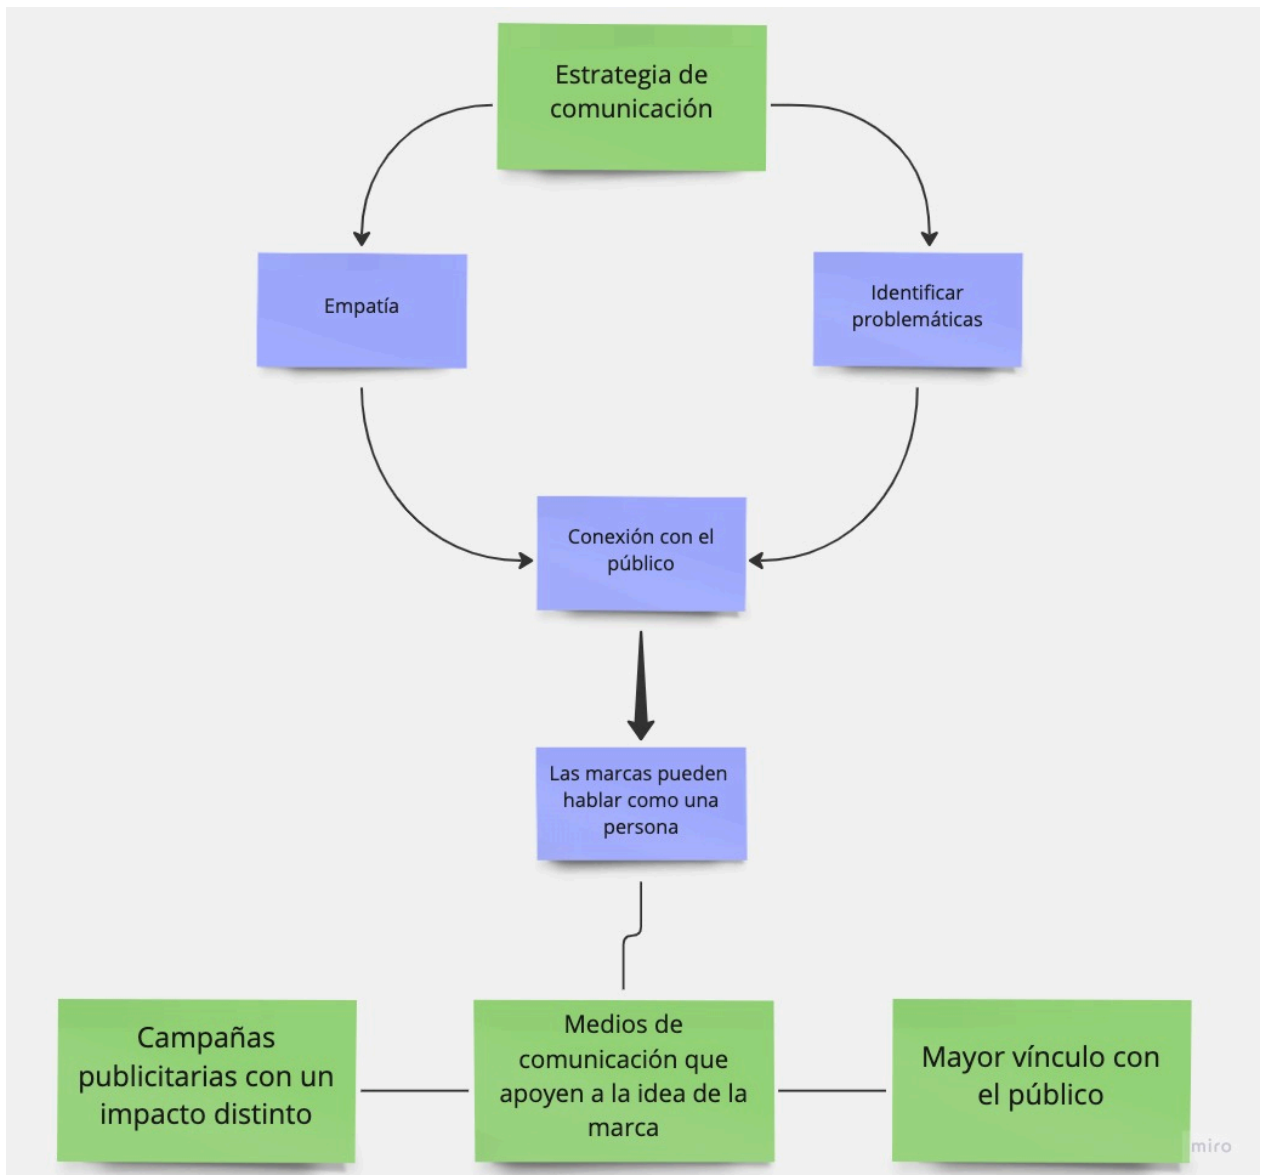 Estrategia de
comunicación
Empatía
Identificar
problemáticas
Conexión con el
público
Las marcas pueden
hablar como una
persona
Campañas
publicitarias con un
impacto distinto
Medios de
comunicación que
apoyen a la idea de la
marca
Mayor vínculo con
el público
miro